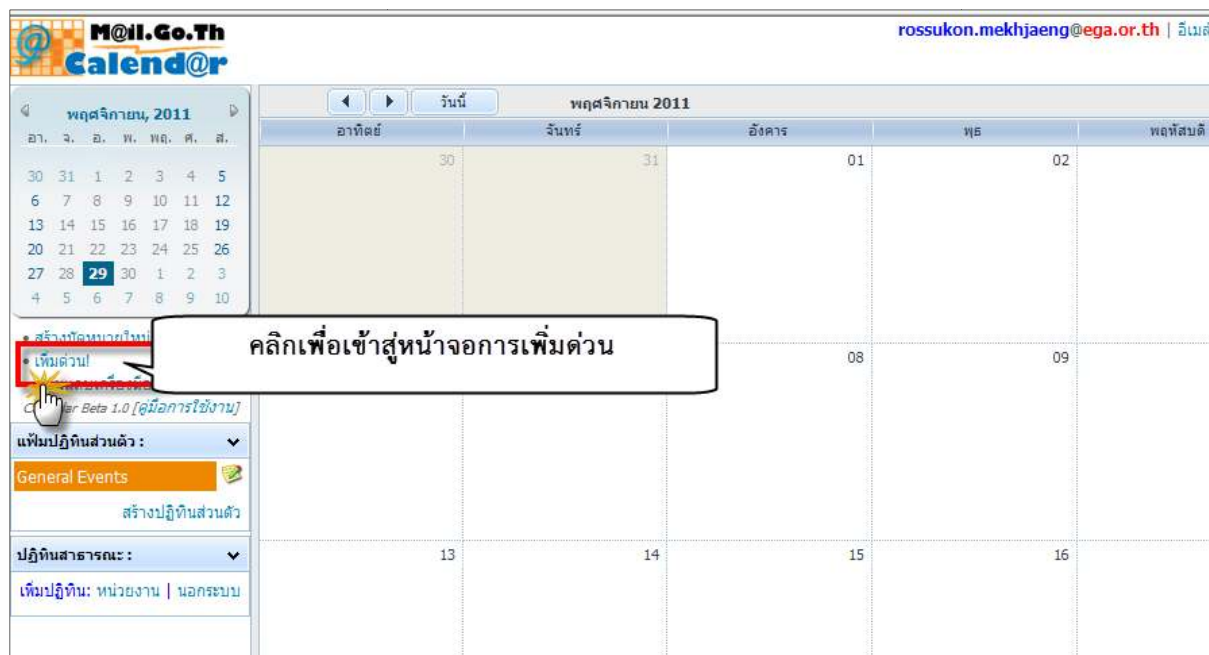 M@il.Go.Th
Calend@r
rossukon.mekhjaeng@ega.or.th |
พฤศจิกายน, 2011
อา. จ. อ. พ. พฤ. ศ. ส.
30 31 1 2 3 4 5
6 7 8 9 10 11 12
13 14 15 16 17 18 19
20 21 22 23 24 25 26
27 28 29 30 1 2 3
4 5 6 7 8 9 10
วันนี้
พฤศจิกายน 2011
อาทิตย์ จันทร์ อังคาร พุธ พฤหัสบดี
30 31 01 02
08 09
13 14 15 16
• สร้างนัดหมายใหม่
• เพิ่มด่วน!
คลิกเพื่อเข้าสู่หน้าจอการเพิ่มด่วน
Beta 1.0 [คู่มือการใช้งาน]
แฟ้มปฏิทินส่วนตัว :
General Events
สร้างปฏิทินส่วนตัว
ปฏิทินสาธารณะ :
เพิ่มปฏิทิน: หน่วยงาน | นอกระบบ